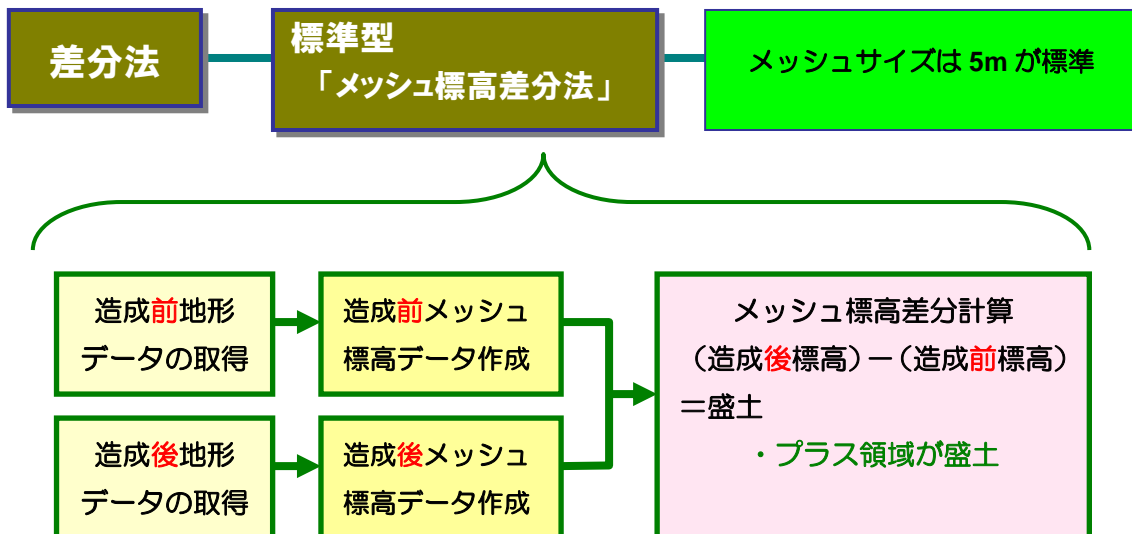 差分法
標準型
「メッシュ標高差分法」
メッシュサイズは 5m が標準
造成前地形
データの取得
造成前メッシュ
標高データ作成
メッシュ標高差分計算
（造成後標高）－（造成前標高）
＝盛土
・プラス領域が盛土
造成後地形
データの取得
造成後メッシュ
標高データ作成